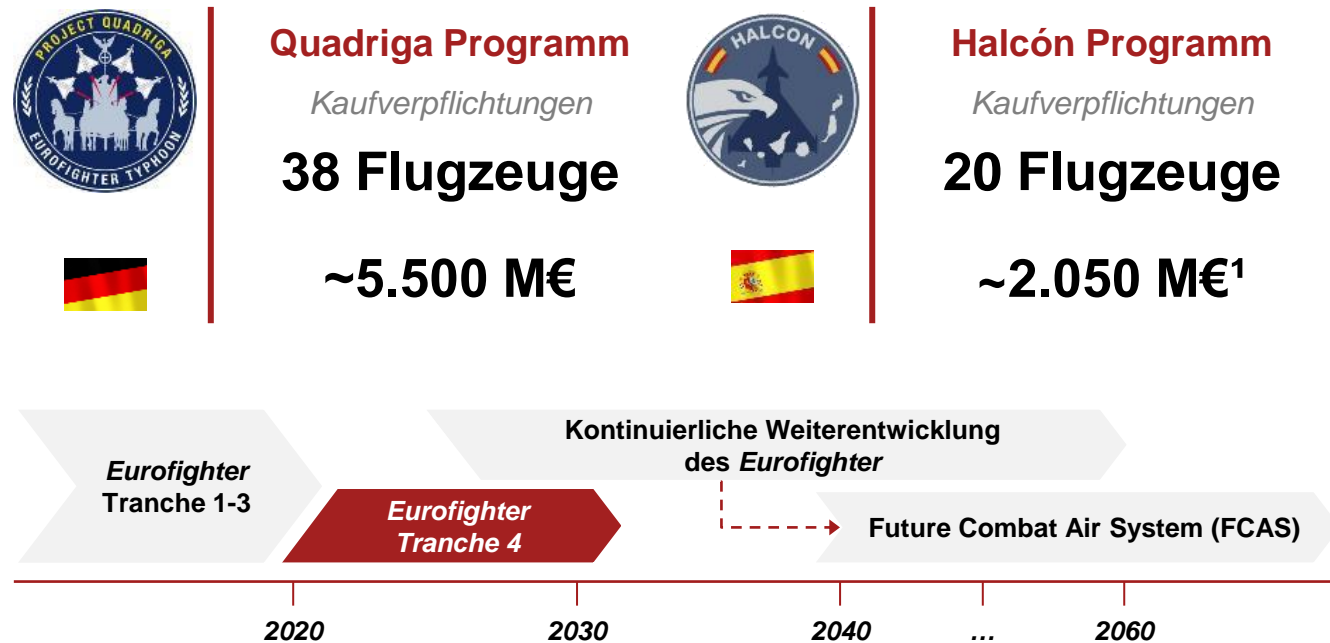 PROJECT QUADRIGA
EUROFIGHTER TYPHOON
Quadriga Programm
Kaufverpflichtungen
38 Flugzeuge
~5.500 M€
HALCON
Halcón Programm
Kaufverpflichtungen
20 Flugzeuge
~2.050 M€¹
Eurofighter
Tranche 1-3
Kontinuierliche Weiterentwicklung
des Eurofighter
Eurofighter
Tranche 4
Future Combat Air System (FCAS)
2020 2030 2040 ... 2060